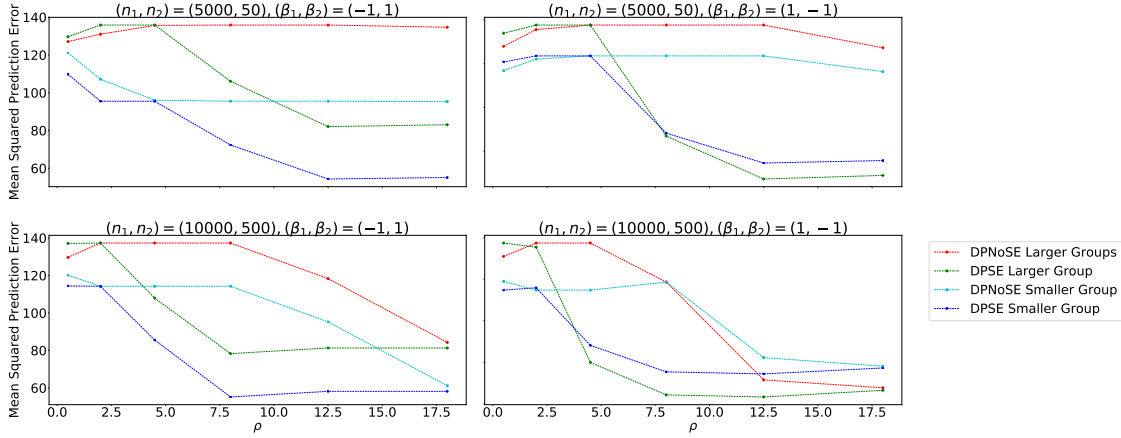 (n₁, n₂) = (5000, 50), (β₁, β₂) = (−1, 1)
(n₁, n₂) = (5000, 50), (β₁, β₂) = (1, −1)
Mean Squared Prediction Error
140
120
100
80
60
(n₁, n₂) = (10000, 500), (β₁, β₂) = (−1, 1)
(n₁, n₂) = (10000, 500), (β₁, β₂) = (1, −1)
Mean Squared Prediction Error
140
120
100
80
60
0.0 2.5 5.0 7.5 10.0 12.5 15.0 17.5
ρ
0.0 2.5 5.0 7.5 10.0 12.5 15.0 17.5
ρ
DPNoSE Larger Groups
DPSE Larger Group
DPNoSE Smaller Group
DPSE Smaller Group